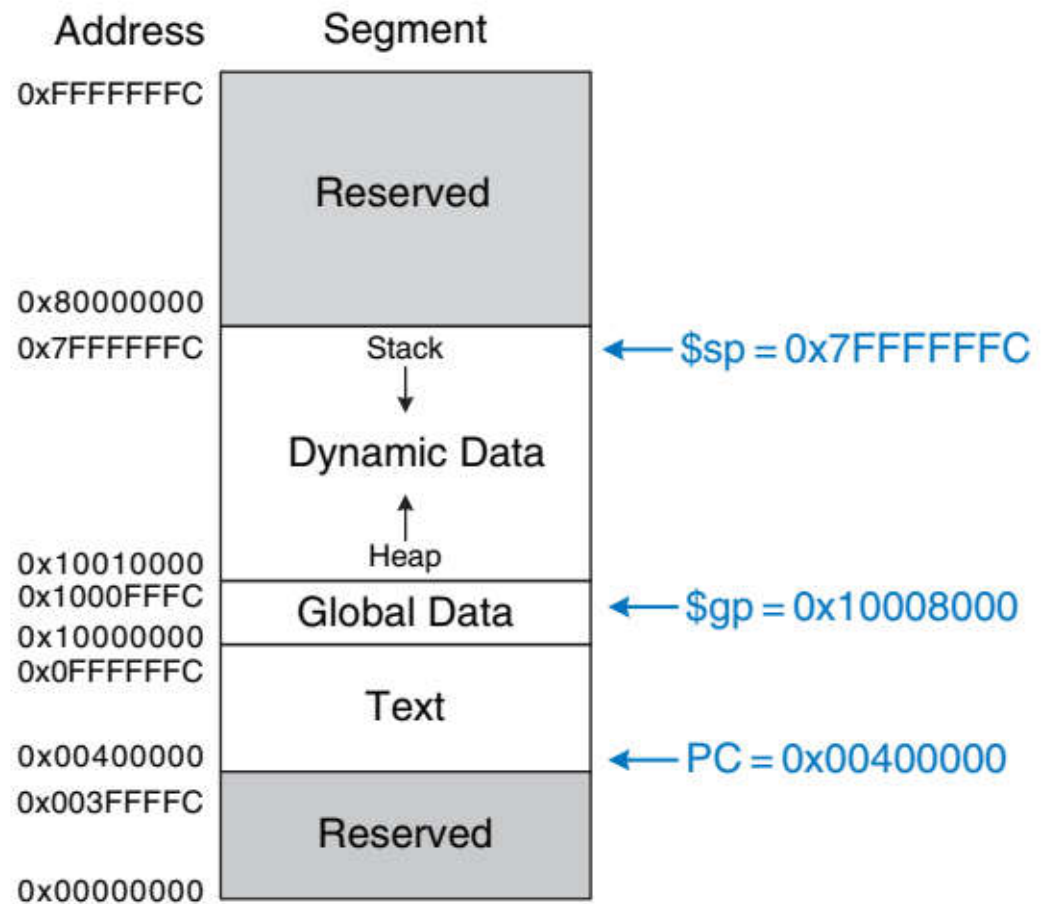 Address Segment
0xFFFFFFFC
Reserved
0x80000000
0x7FFFFFFC Stack $sp = 0x7FFFFFFC
Dynamic Data
Heap
0x10010000
0x1000FFFC
Global Data $gp = 0x10008000
0x10000000
0x0FFFFFFC
Text
0x00400000 PC = 0x00400000
0x003FFFFC
Reserved
0x00000000